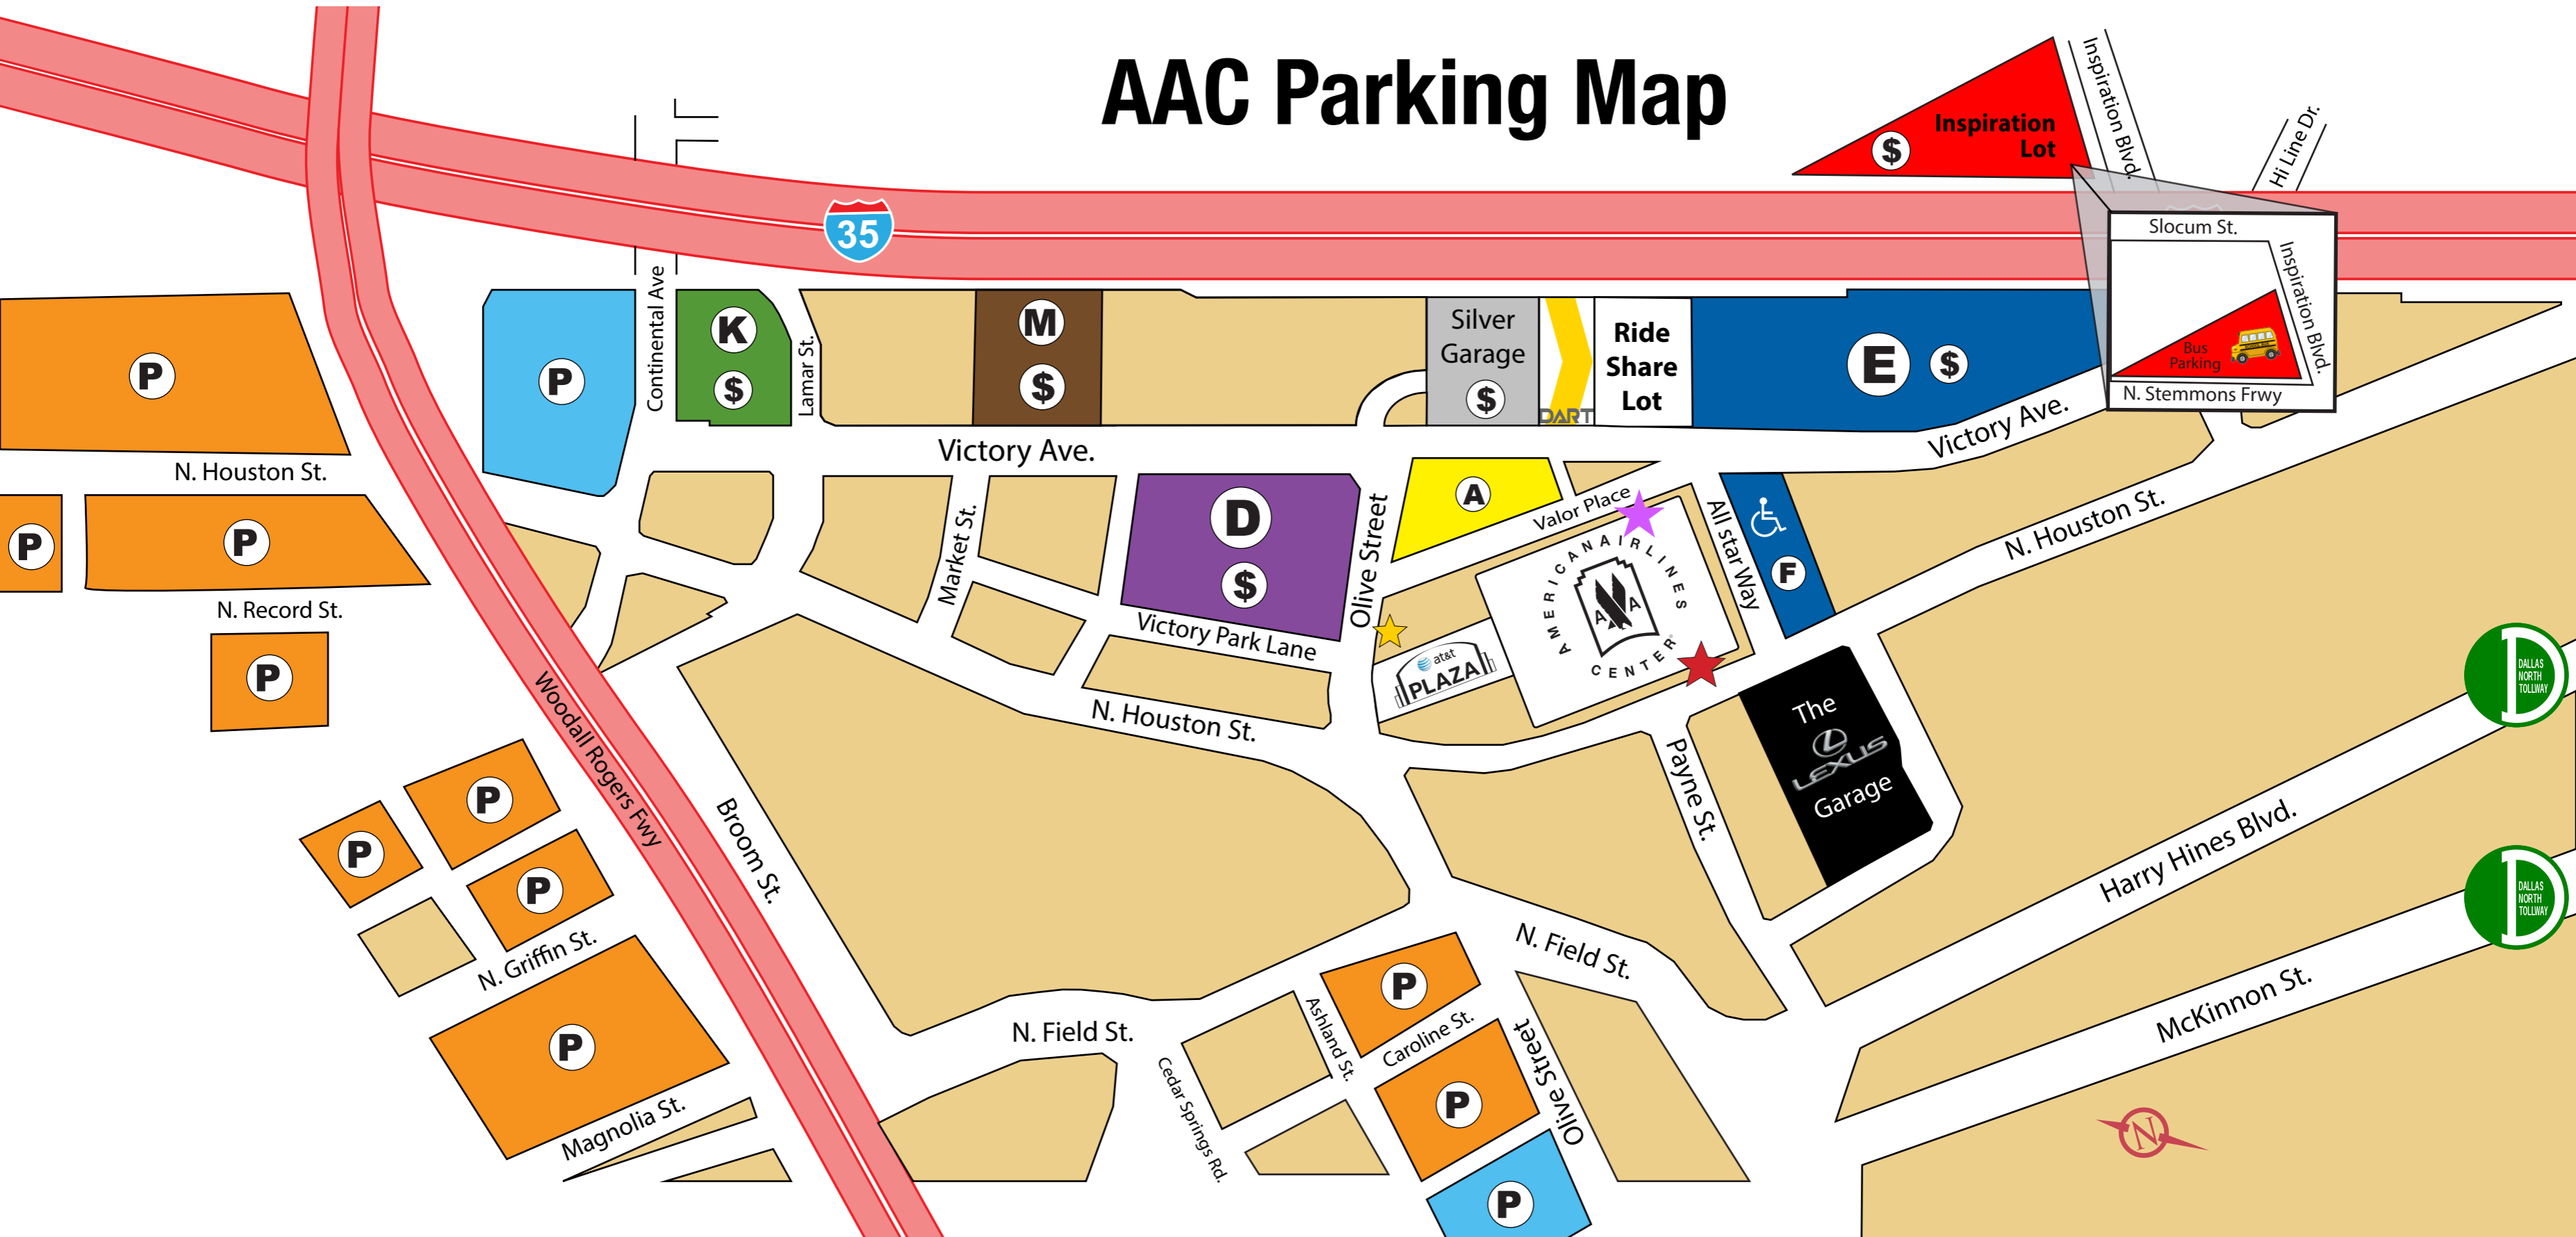 AAC Parking Map
Inspiration Blvd.
Inspiration
Lot
$
Hi Line Dr.
35
Slocum St.
Inspiration Blvd.
Bus
Parking
N. Stemmons Frwy
Continental Ave
P
P
K
$
Lamar St.
M
$
Silver
Garage
$
DART
Ride
Share
Lot
E $
Victory Ave.
Victory Ave.
N. Houston St.
P
P
N. Record St.
P
Market St.
D
$
Victory Park Lane
Olive Street
A
Valor Place
All star Way
F
N. Houston St.
AMERICAN AIRLINES
AA
CENTER
at&t
PLAZA
N. Houston St.
Woodall Rogers Fwy
Broom St.
Payne St.
The
LEXUS
Garage
DALLAS
NORTH
TOLLWAY
Harry Hines Blvd.
DALLAS
NORTH
TOLLWAY
McKinnon St.
P
P
P
N. Griffin St.
P
Magnolia St.
N. Field St.
N. Field St.
Cedar Springs Rd.
Ashland St.
P
Caroline St.
P
Olive Street
P
N